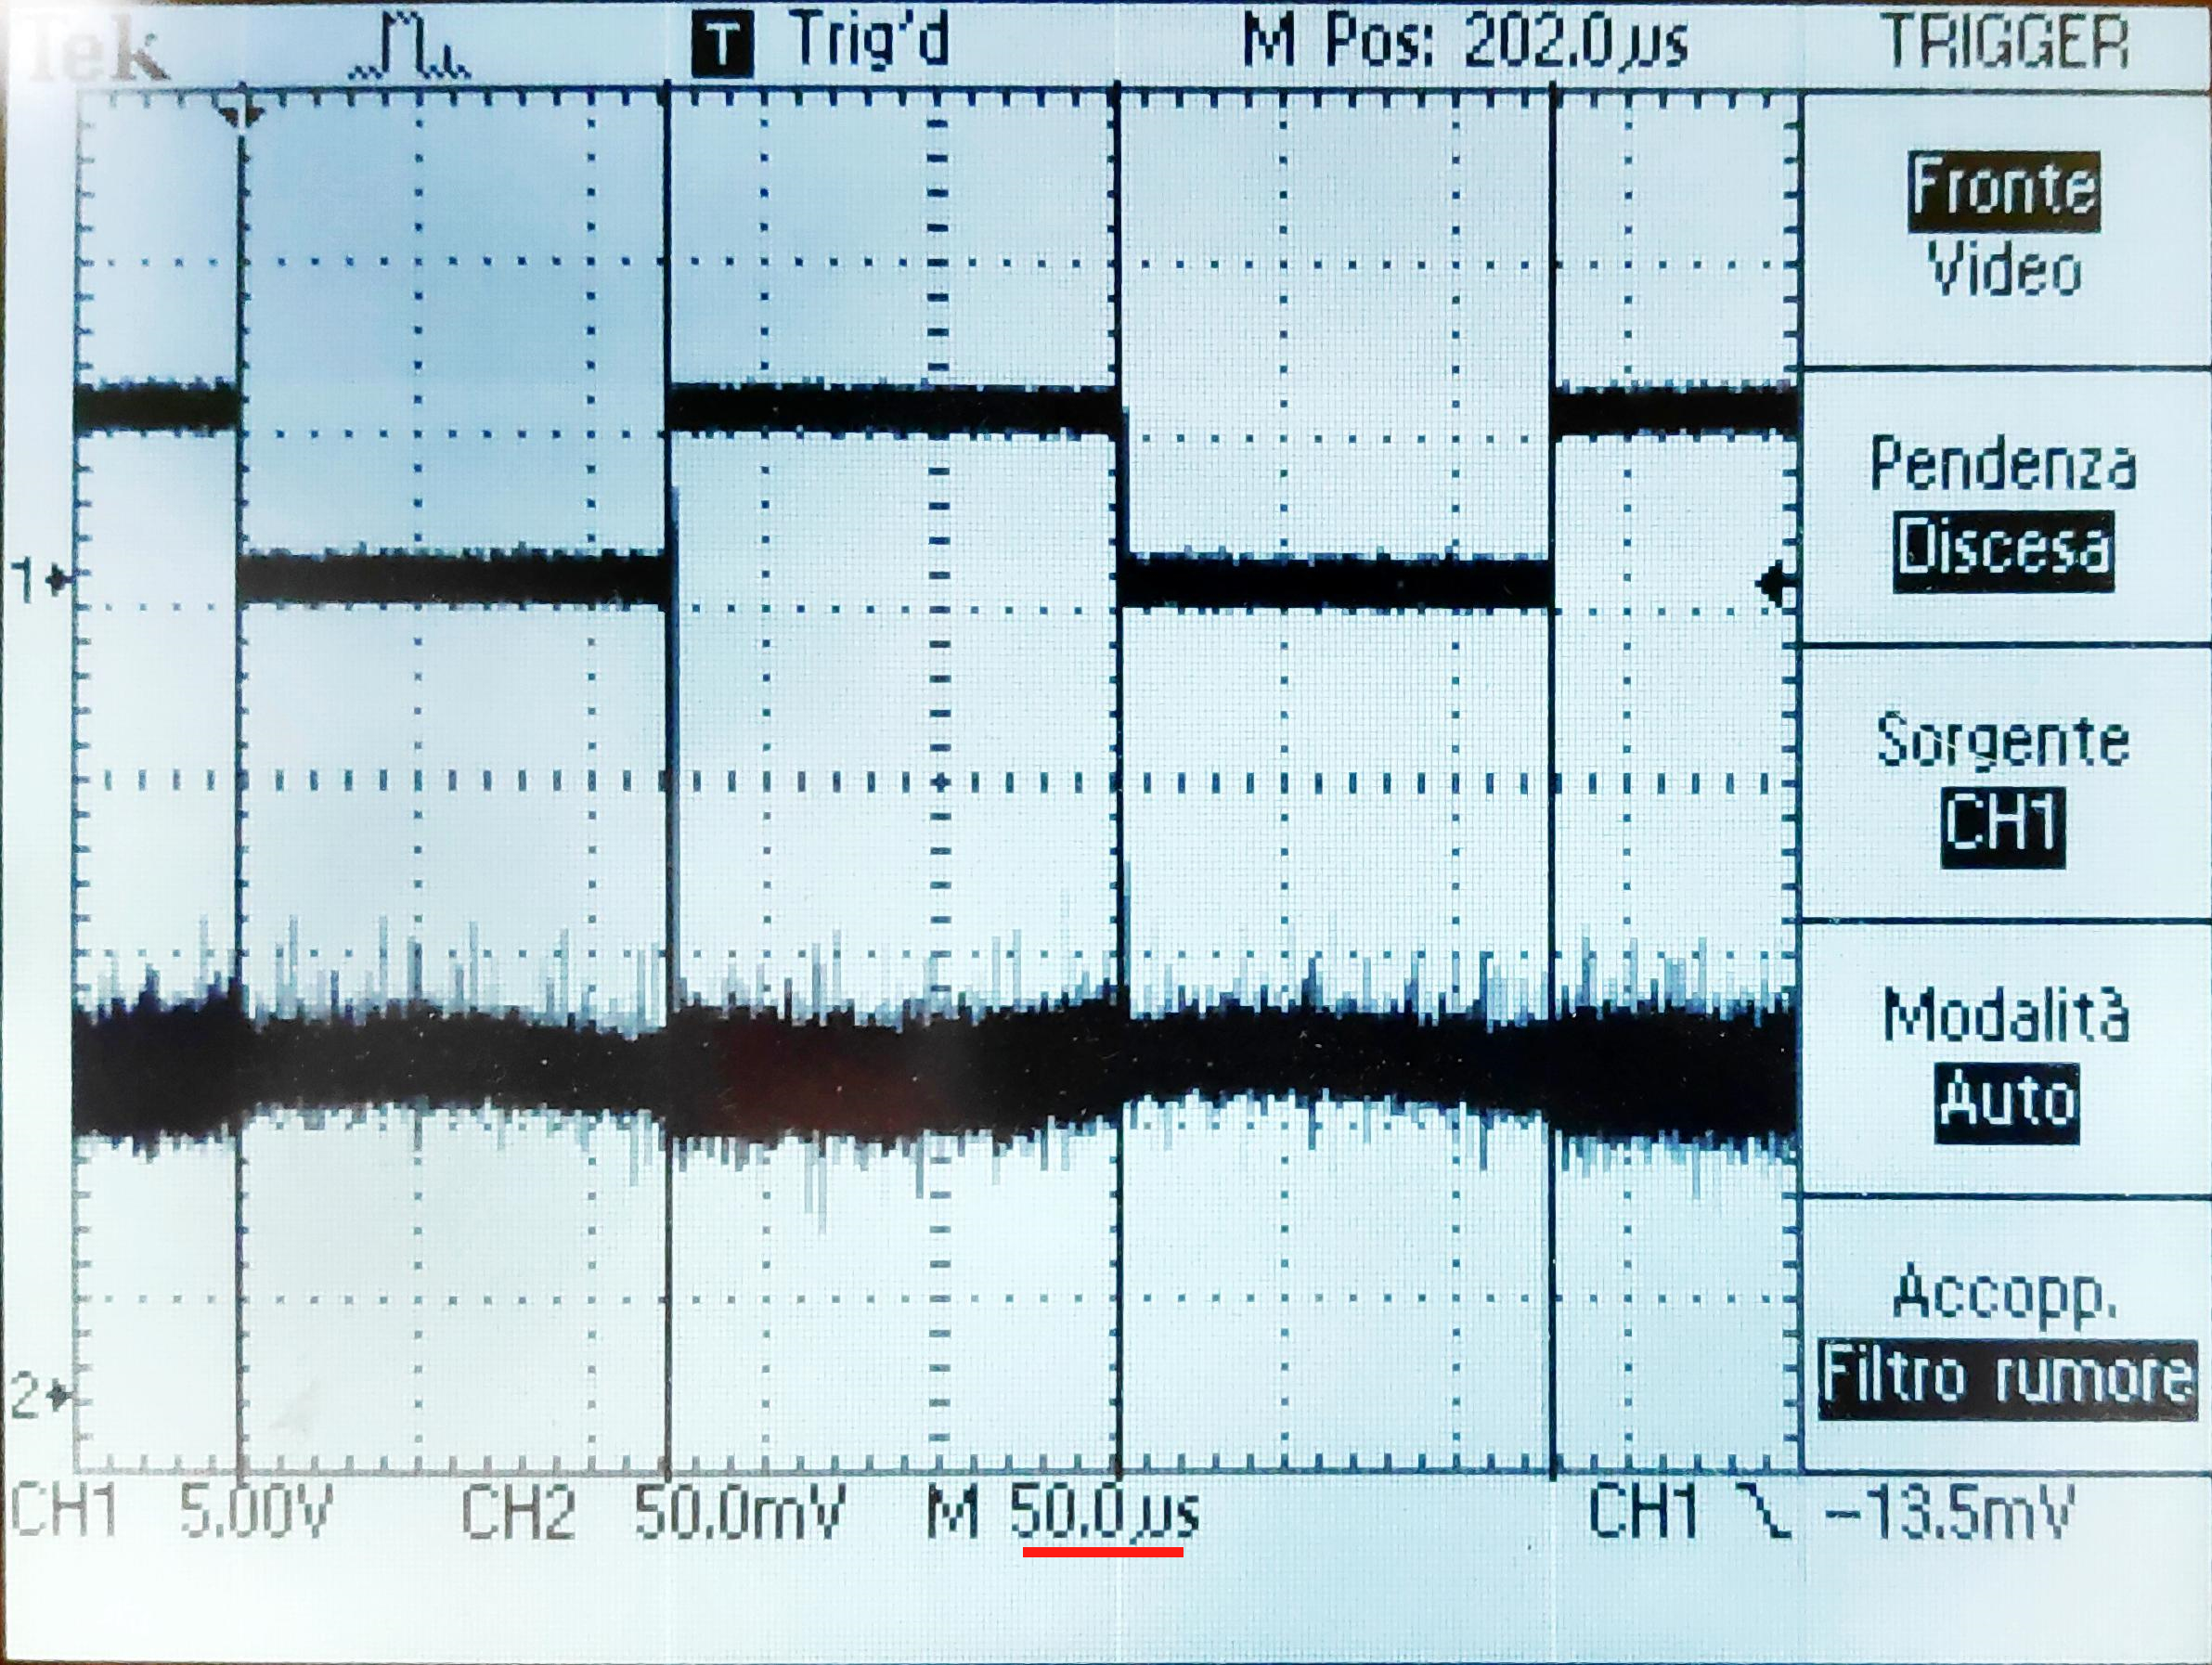 Tek T Trig'd M Pos: 202.0µs TRIGGER
Fronte
Video
Pendenza
Discesa
1
Sorgente
CH1
Modalità
Auto
Accopp.
Filtro rumore
2
CH1 5.00V CH2 50.0mV M 50.0µs CH1 -13.5mV